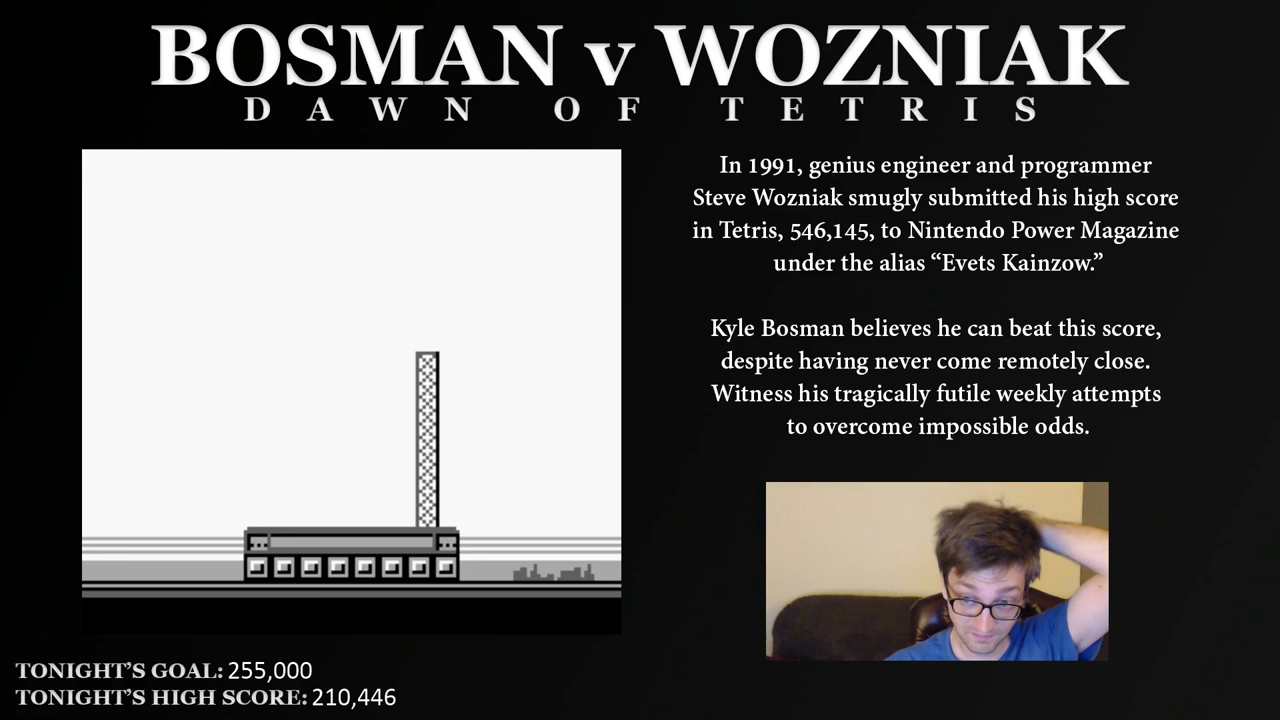 BOSMAN v WOZNIAK
DAWN OF TETRIS
In 1991, genius engineer and programmer
Steve Wozniak smugly submitted his high score
in Tetris, 546,145, to Nintendo Power Magazine
under the alias “Evets Kainzow.”
Kyle Bosman believes he can beat this score,
despite having never come remotely close.
Witness his tragically futile weekly attempts
to overcome impossible odds.
TONIGHT’S GOAL: 255,000
TONIGHT’S HIGH SCORE: 210,446